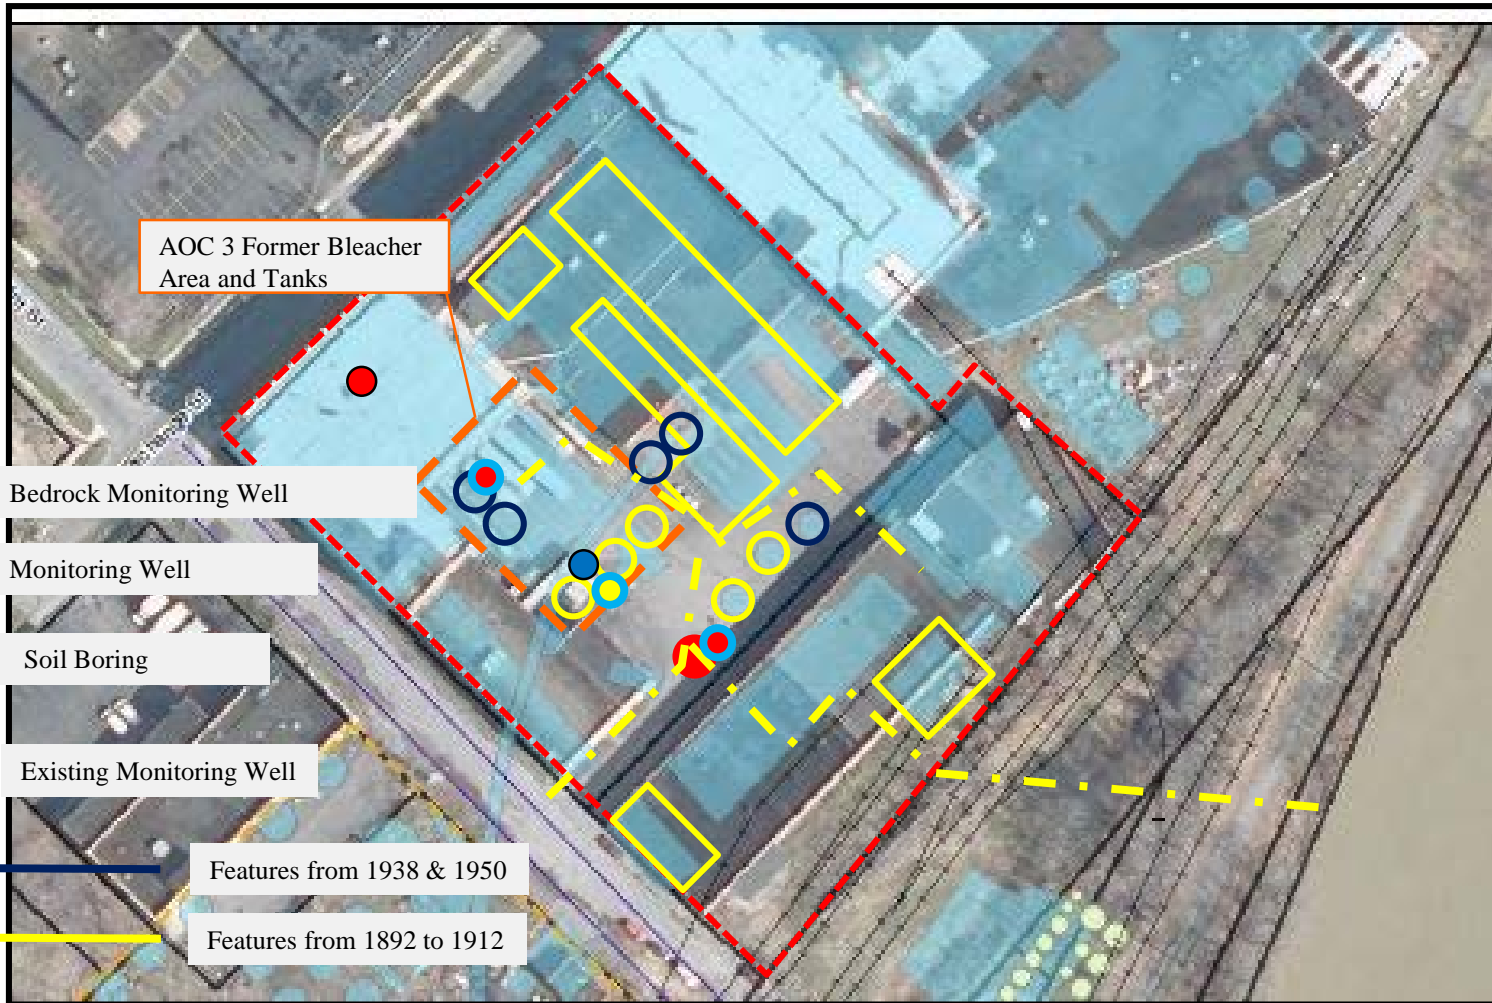 AOC 3 Former Bleacher
Area and Tanks
Bedrock Monitoring Well
Monitoring Well
Soil Boring
Existing Monitoring Well
Features from 1938 & 1950
Features from 1892 to 1912